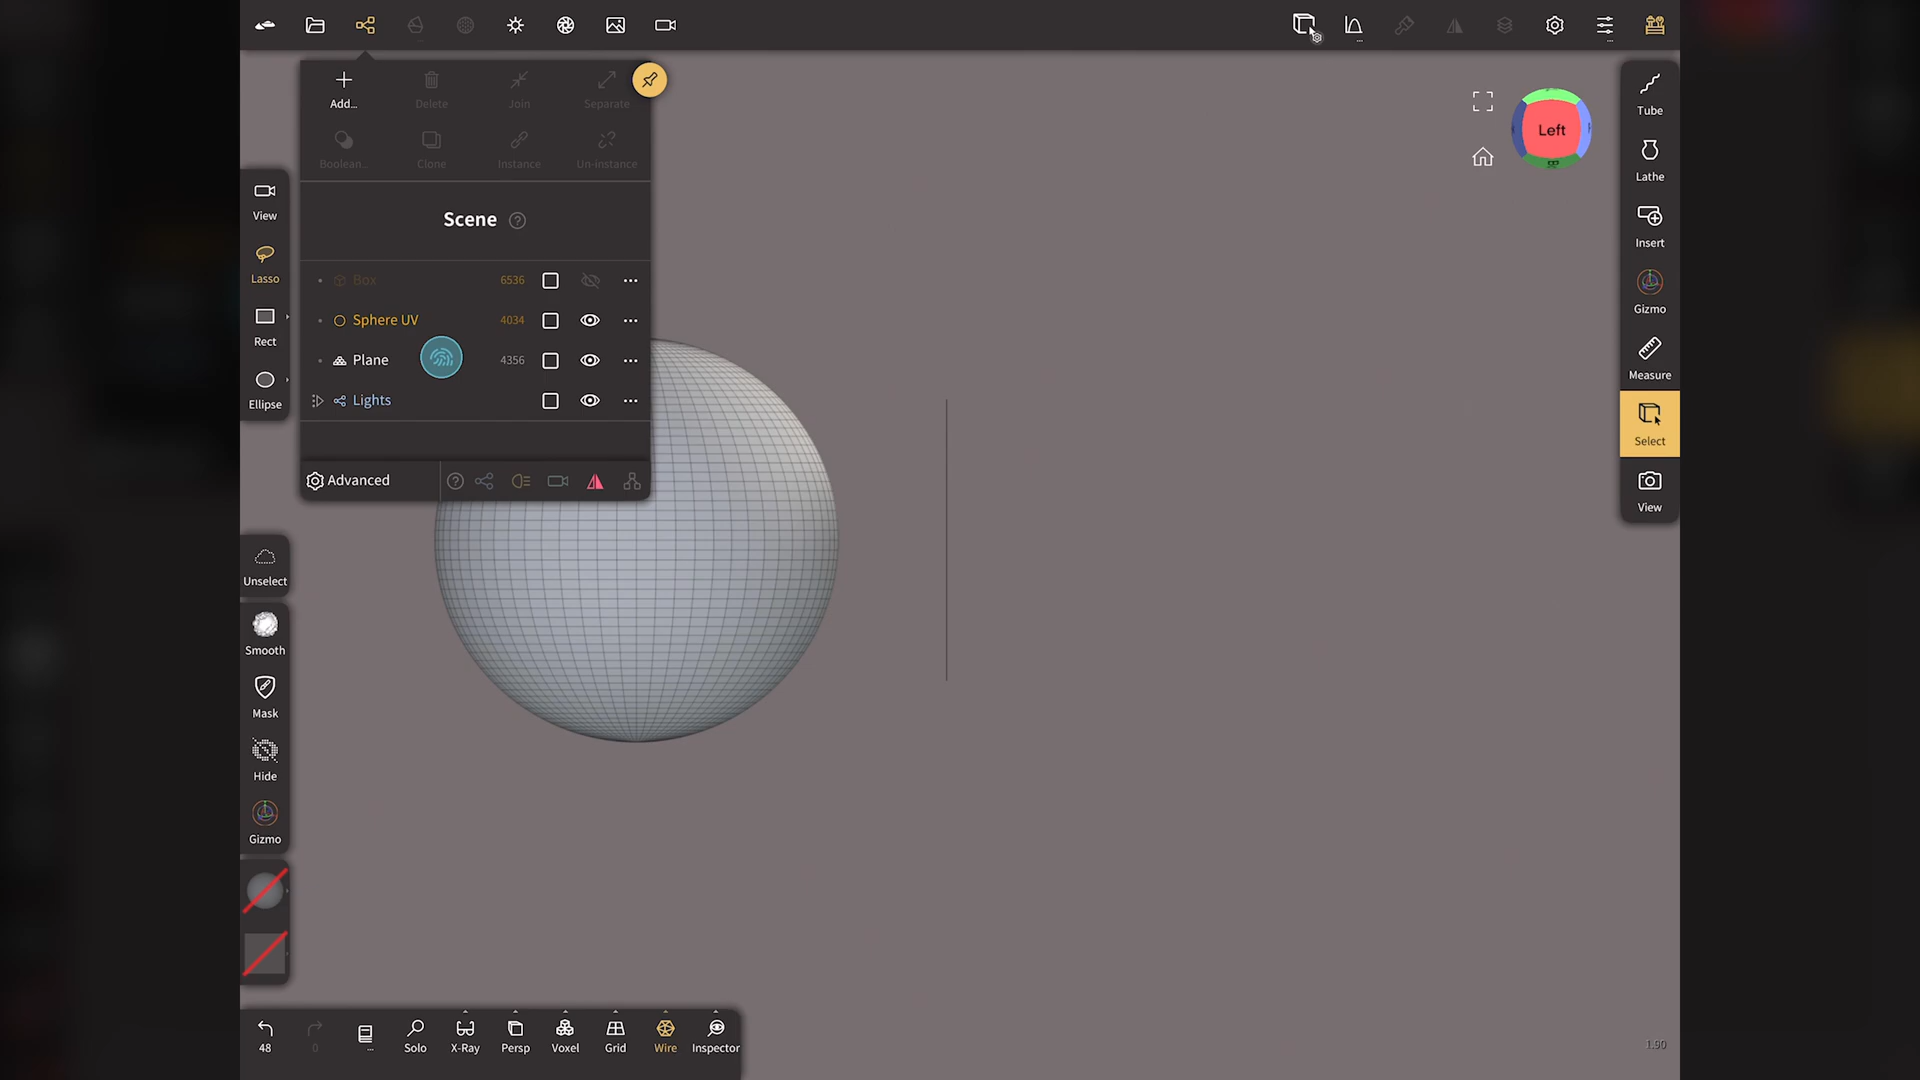 Add...
Delete
Join
Separate
Boolean...
Clone
Instance
Un-instance
Scene
Box 6536
Sphere UV 4034
Plane 4356
Lights
Advanced
View
Lasso
Rect
Ellipse
Unselect
Smooth
Mask
Hide
Gizmo
Left
Tube
Lathe
Insert
Gizmo
Measure
Select
View
48
0
Solo
X-Ray
Persp
Voxel
Grid
Wire
Inspector
1.90